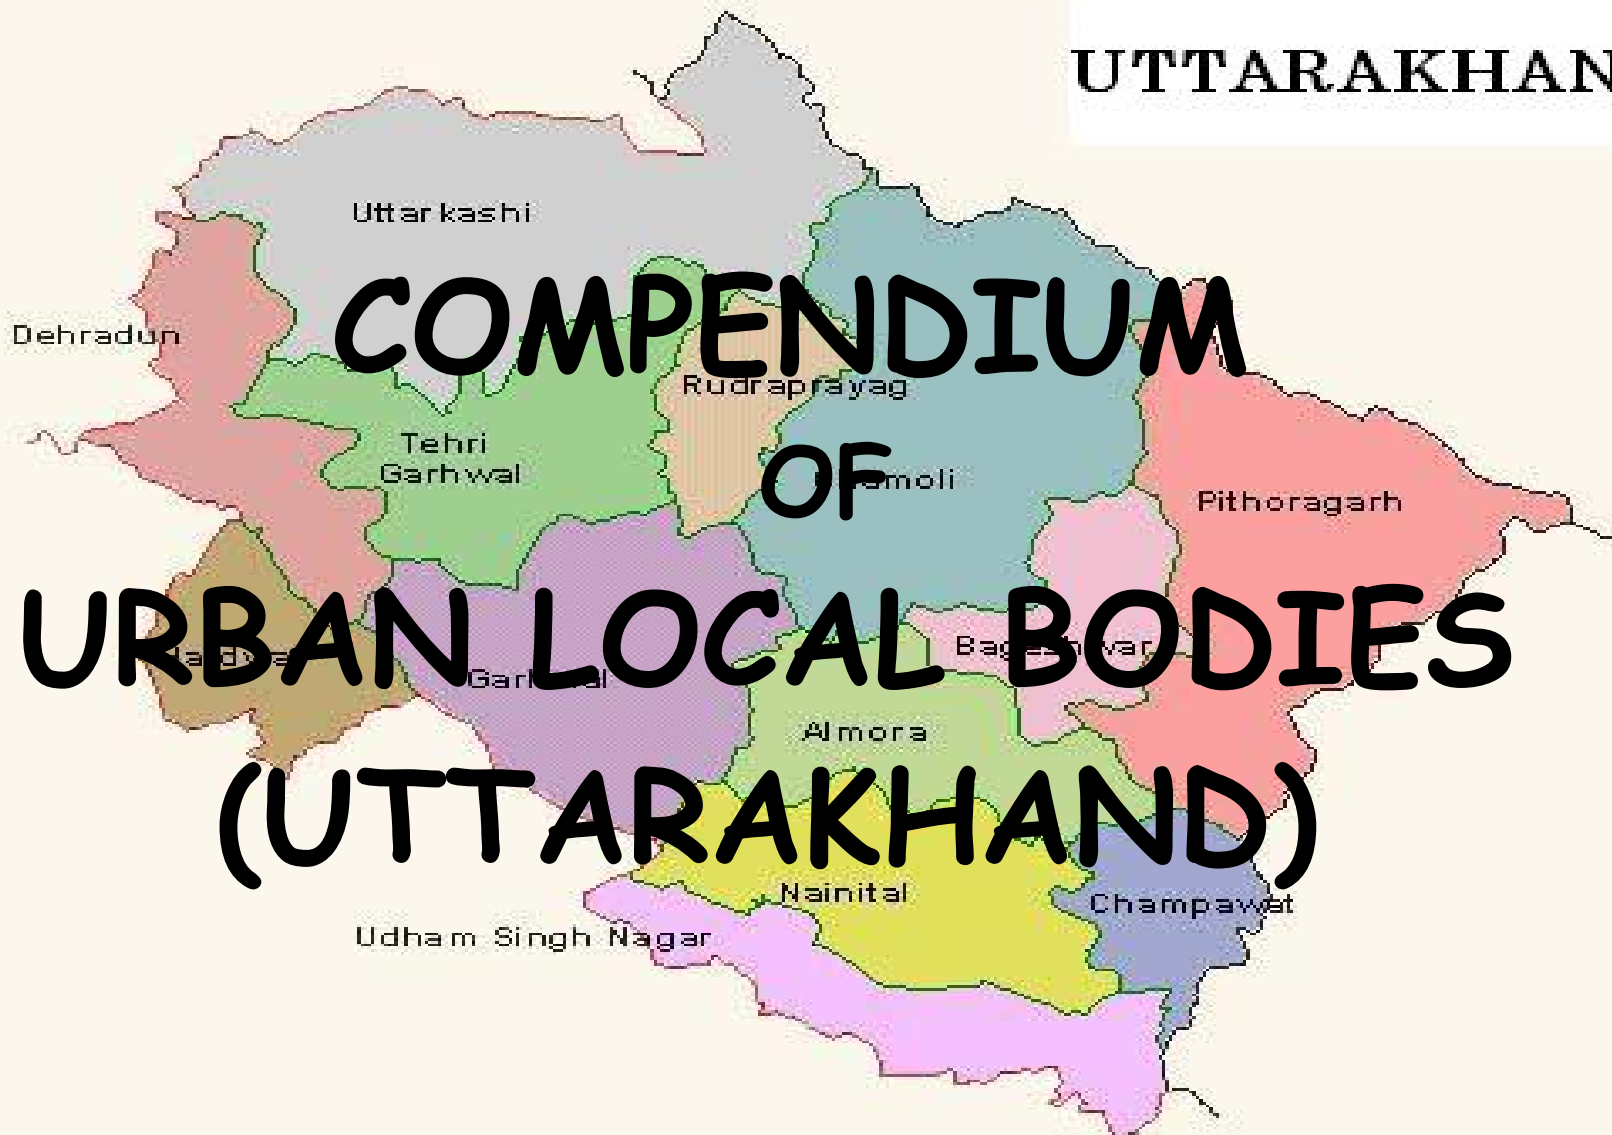 UTTARAKHAN
Uttarkashi
COMPENDIUM
Dehradun
Rudraprayag
Tehri
Garhwal
OF
Pithoragarh
URBAN LOCAL BODIES
Bageshwar
Almora
(UTTARAKHAND)
Nainital
Champawat
Udham Singh Nagar